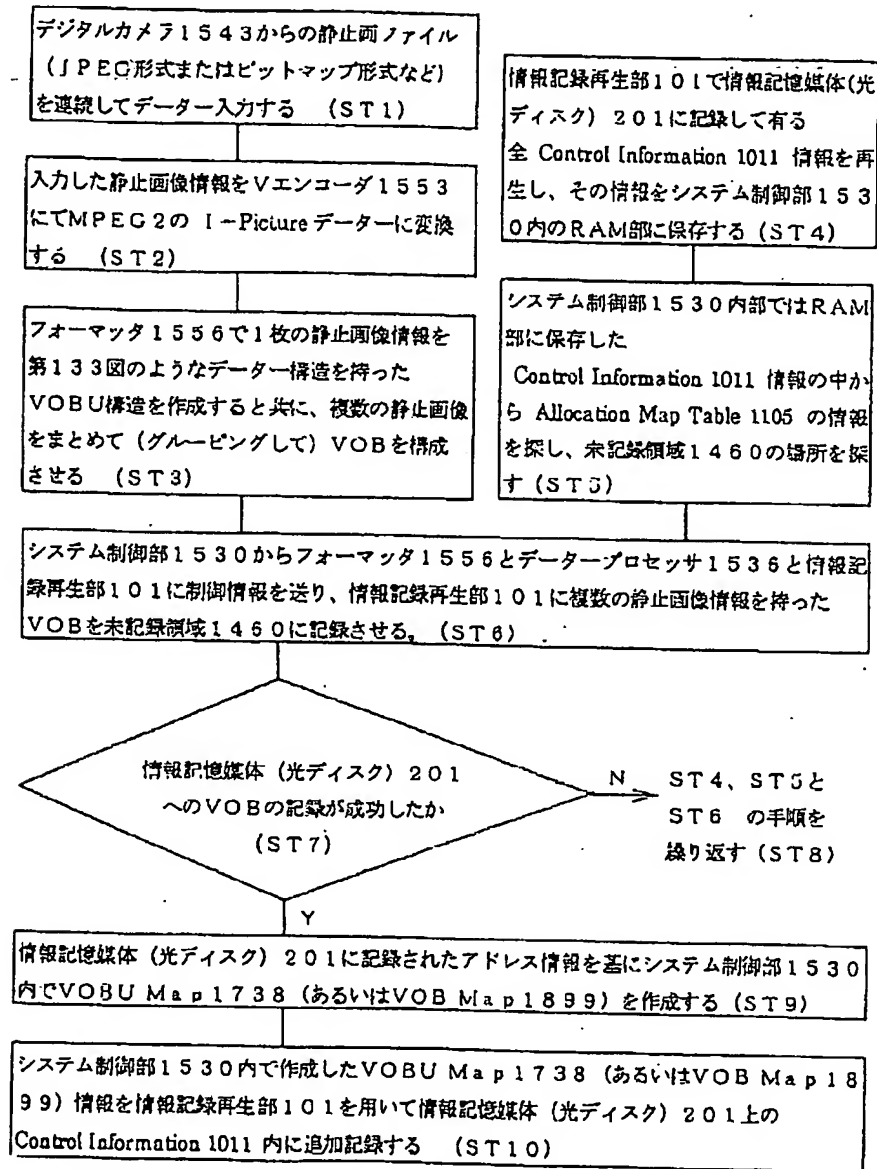 デジタルカメラ1543からの静止画ファイル
(JPEG形式またはビットマップ形式など)
を連続してデーター入力する (ST1)
入力した静止画像情報をVエンコーダ1553
にてMPEG2の I-Picture データーに変換
する (ST2)
フォーマッタ1556で1枚の静止画像情報を
第133図のようなデーター構造を持った
VOBU構造を作成すると共に、複数の静止画像
をまとめて(グルーピングして)VOBを構成
させる (ST3)
情報記録再生部101で情報記憶媒体(光
ディスク)201に記録して有る
全 Control Information 1011 情報を再
生し、その情報をシステム制御部153
0内のRAM部に保存する(ST4)
システム制御部1530内部ではRAM
部に保存した
Control Information 1011 情報の中か
ら Allocation Map Table 1105 の情報
を探し、未記録領域1460の場所を探
す(ST5)
システム制御部1530からフォーマッタ1556とデータープロセッサ1536と情報記
録再生部101に制御情報を送り、情報記録再生部101に複数の静止画像情報を持った
VOBを未記録領域1460に記録させる。(ST6)
情報記憶媒体(光ディスク)201
へのVOBの記録が成功したか
(ST7)
N
ST4、ST5と
ST6 の手順を
繰り返す(ST8)
Y
情報記憶媒体(光ディスク)201に記録されたアドレス情報を基にシステム制御部1530
内でVOBU Map1738(あるいはVOB Map1899)を作成する(ST9)
システム制御部1530内で作成したVOBU Map1738(あるいはVOB Map18
99)情報を情報記録再生部101を用いて情報記憶媒体(光ディスク)201上の
Control Information 1011 内に追加記録する (ST10)